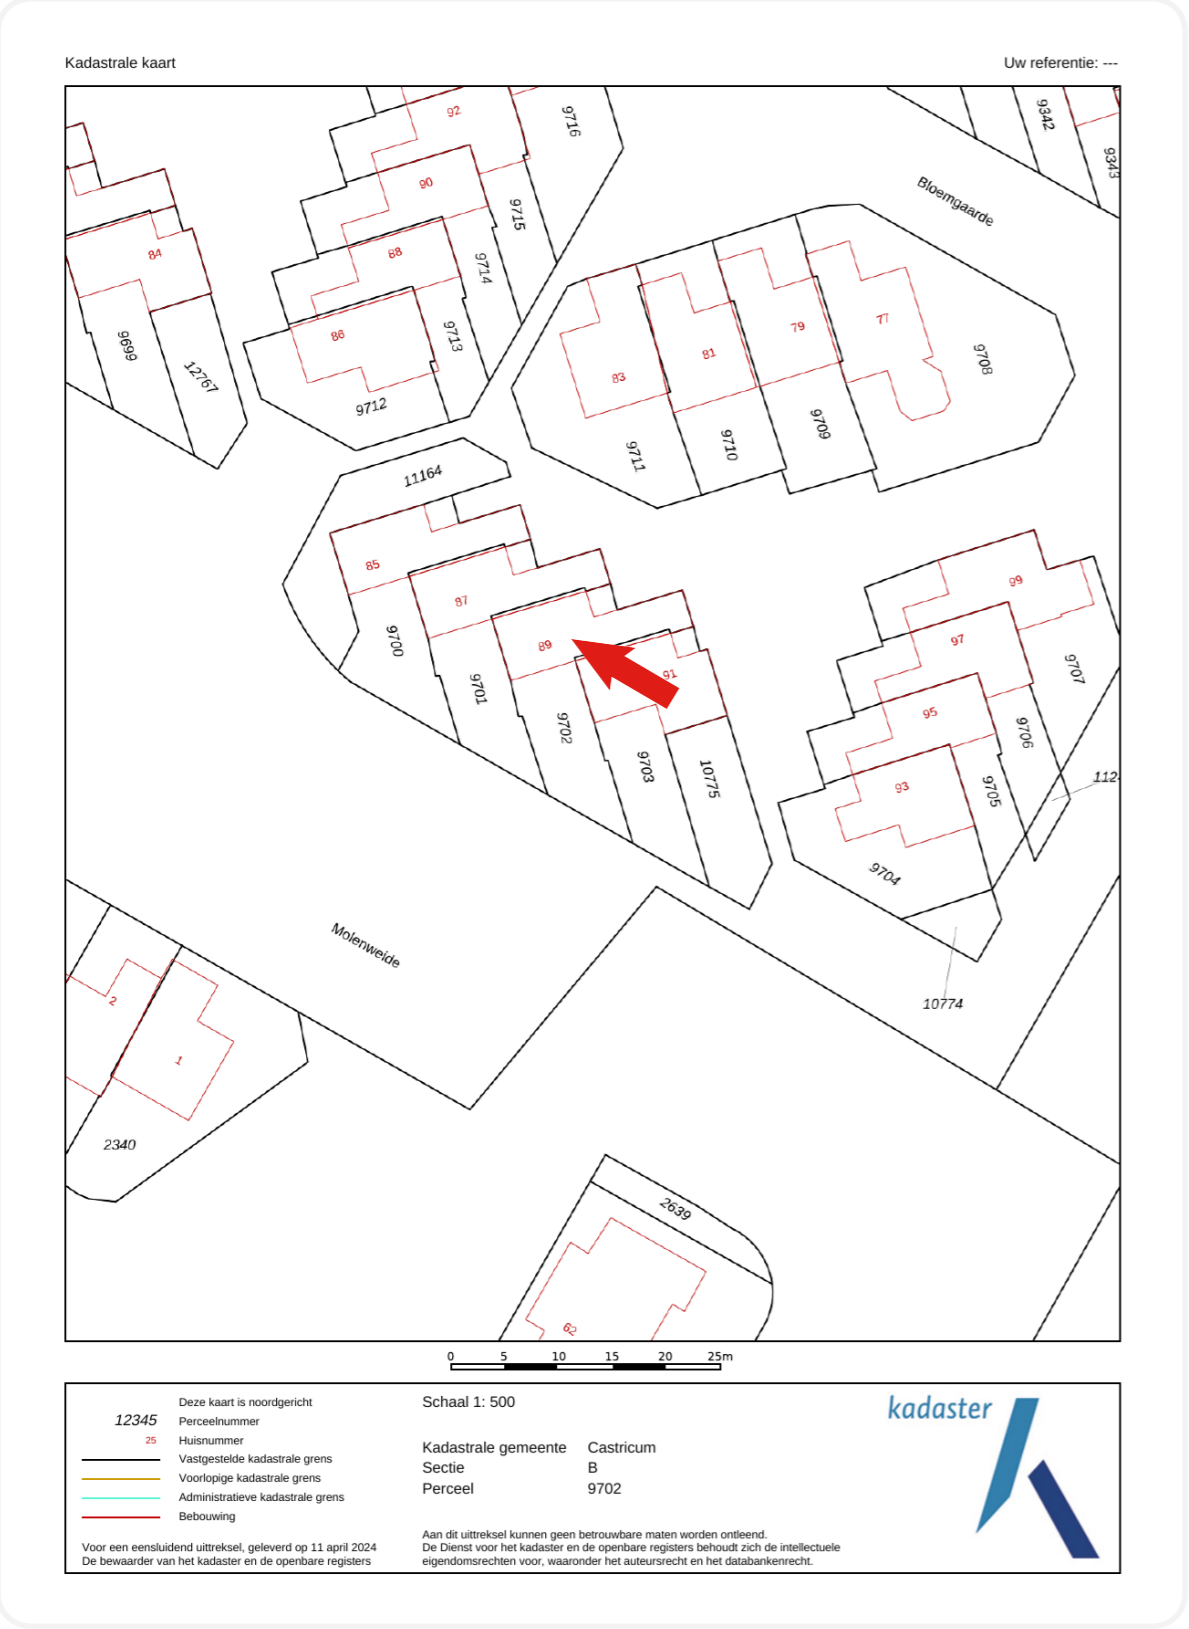 Kadastrale kaart
Uw referentie: ---
92
9716
9342
9343
90
Bloemgaarde
9715
84
88
9714
86
9713
79
77
9699
12767
83
81
9708
9712
9709
9711
9710
11164
85
99
87
97
9700
89
9707
91
9701
95
9702
9706
9703
10775
93
9705
9704
Molenweide
2
10774
1
2340
2639
62
0 5 10 15 20 25m
Deze kaart is noordgericht
12345 Perceelnummer
25 Huisnummer
Vastgestelde kadastrale grens
Voorlopige kadastrale grens
Administratieve kadastrale grens
Bebouwing
Voor een eensluidend uittreksel, geleverd op 11 april 2024
De bewaarder van het kadaster en de openbare registers
Schaal 1: 500
Kadastrale gemeente Castricum
Sectie B
Perceel 9702
Aan dit uittreksel kunnen geen betrouwbare maten worden ontleend.
De Dienst voor het kadaster en de openbare registers behoudt zich de intellectuele
eigendomsrechten voor, waaronder het auteursrecht en het databankenrecht.
kadaster